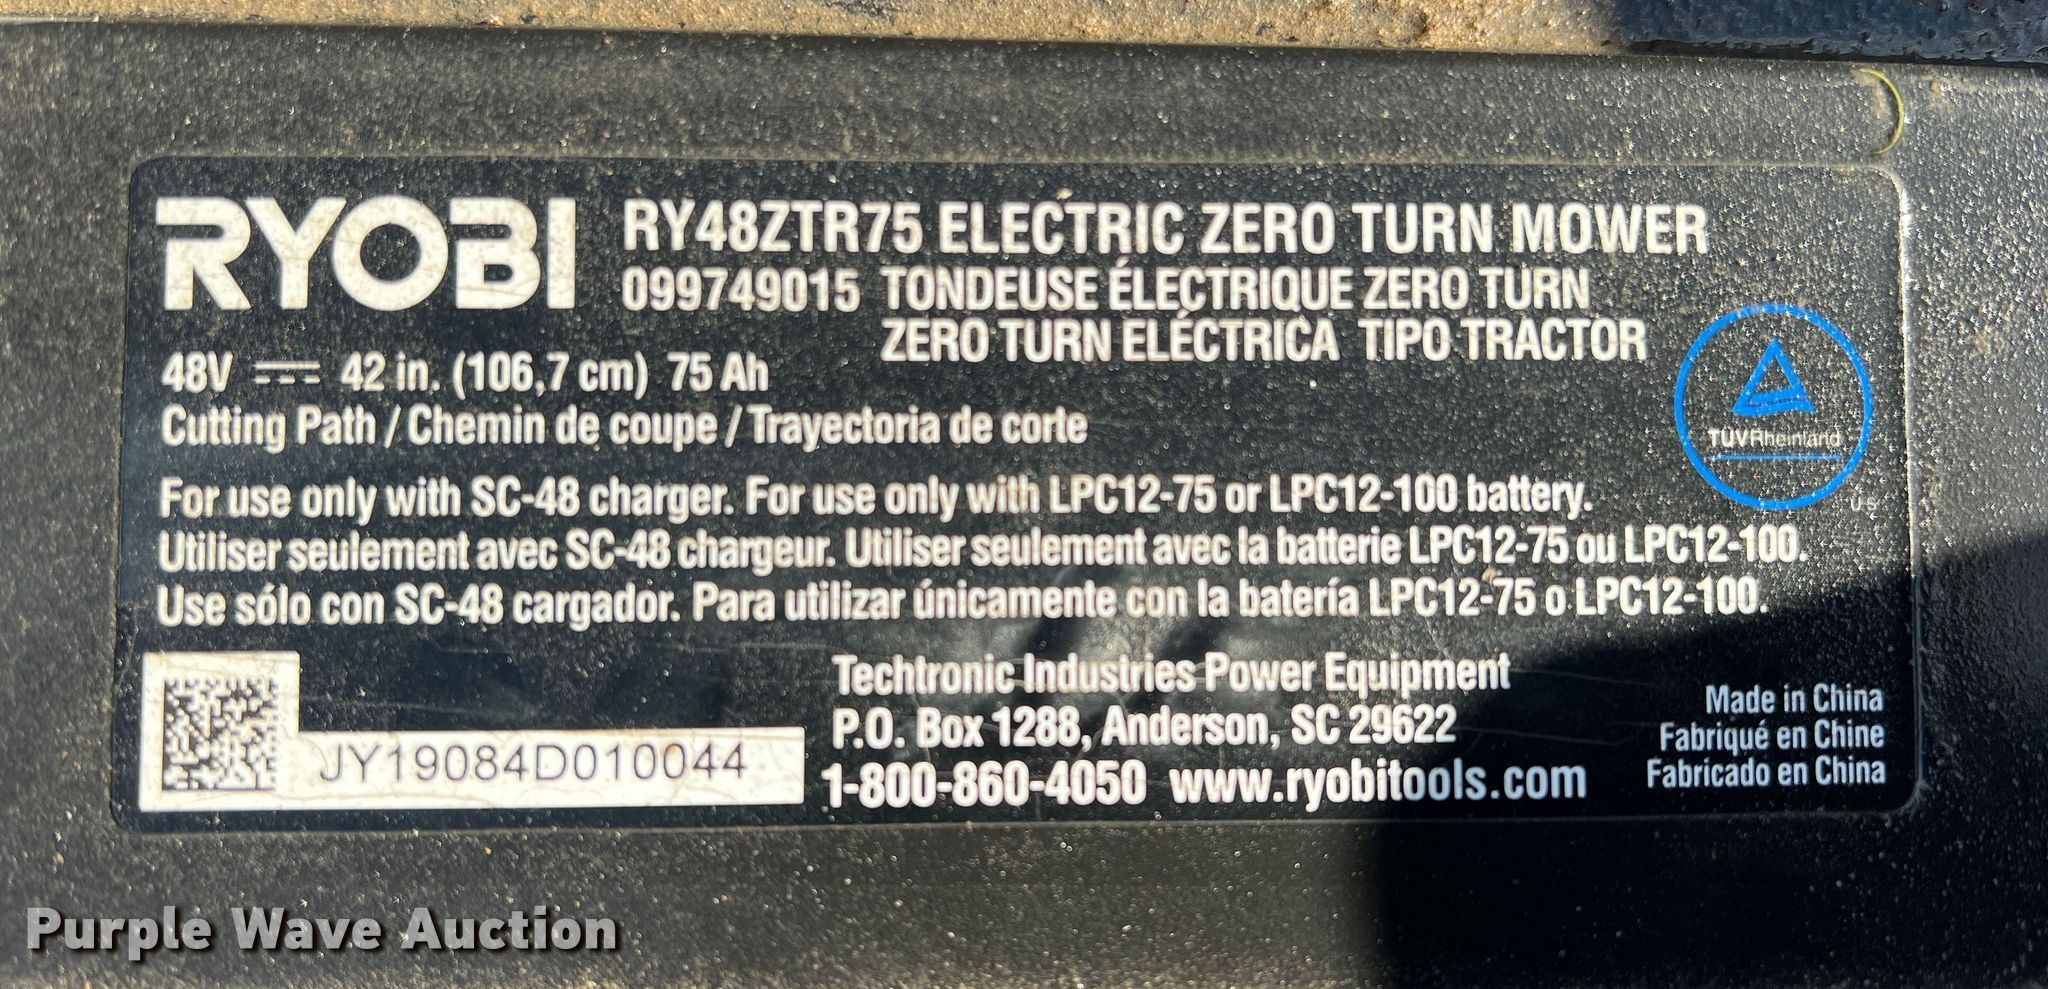 RYOBI
RY48ZTR75 ELECTRIC ZERO TURN MOWER
099749015 TONDEUSE ÉLECTRIQUE ZERO TURN
ZERO TURN ELÉCTRICA TIPO TRACTOR
48V 42 in. (106,7 cm) 75 Ah
Cutting Path / Chemin de coupe / Trayectoria de corte
TÜVRheinland
US
For use only with SC-48 charger. For use only with LPC12-75 or LPC12-100 battery.
Utiliser seulement avec SC-48 chargeur. Utiliser seulement avec la batterie LPC12-75 ou LPC12-100.
Use sólo con SC-48 cargador. Para utilizar únicamente con la batería LPC12-75 o LPC12-100.
JY19084D010044
Techtronic Industries Power Equipment
P.O. Box 1288, Anderson, SC 29622
1-800-860-4050 www.ryobitools.com
Made in China
Fabriqué en Chine
Fabricado en China
Purple Wave Auction